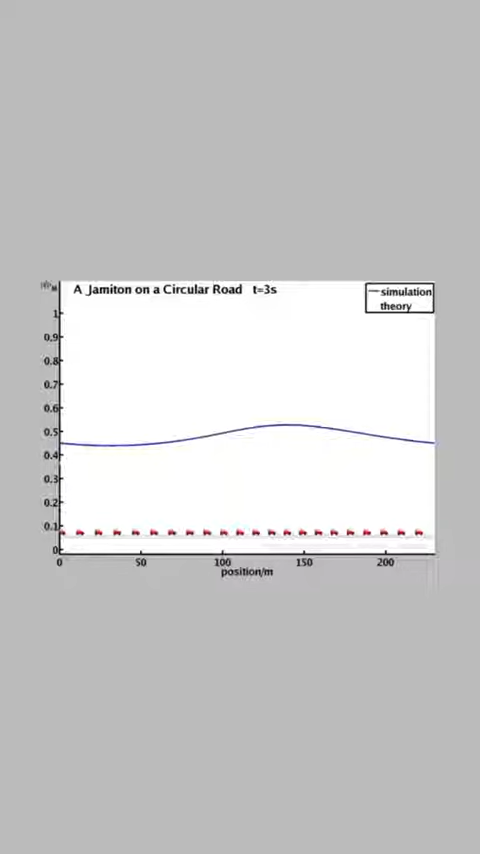 A Jamiton on a Circular Road t=3s
simulation
theory
1
0.9
0.8
0.7
0.6
0.5
0.4
0.3
0.2
0.1
0
0 50 100 150 200
position/m